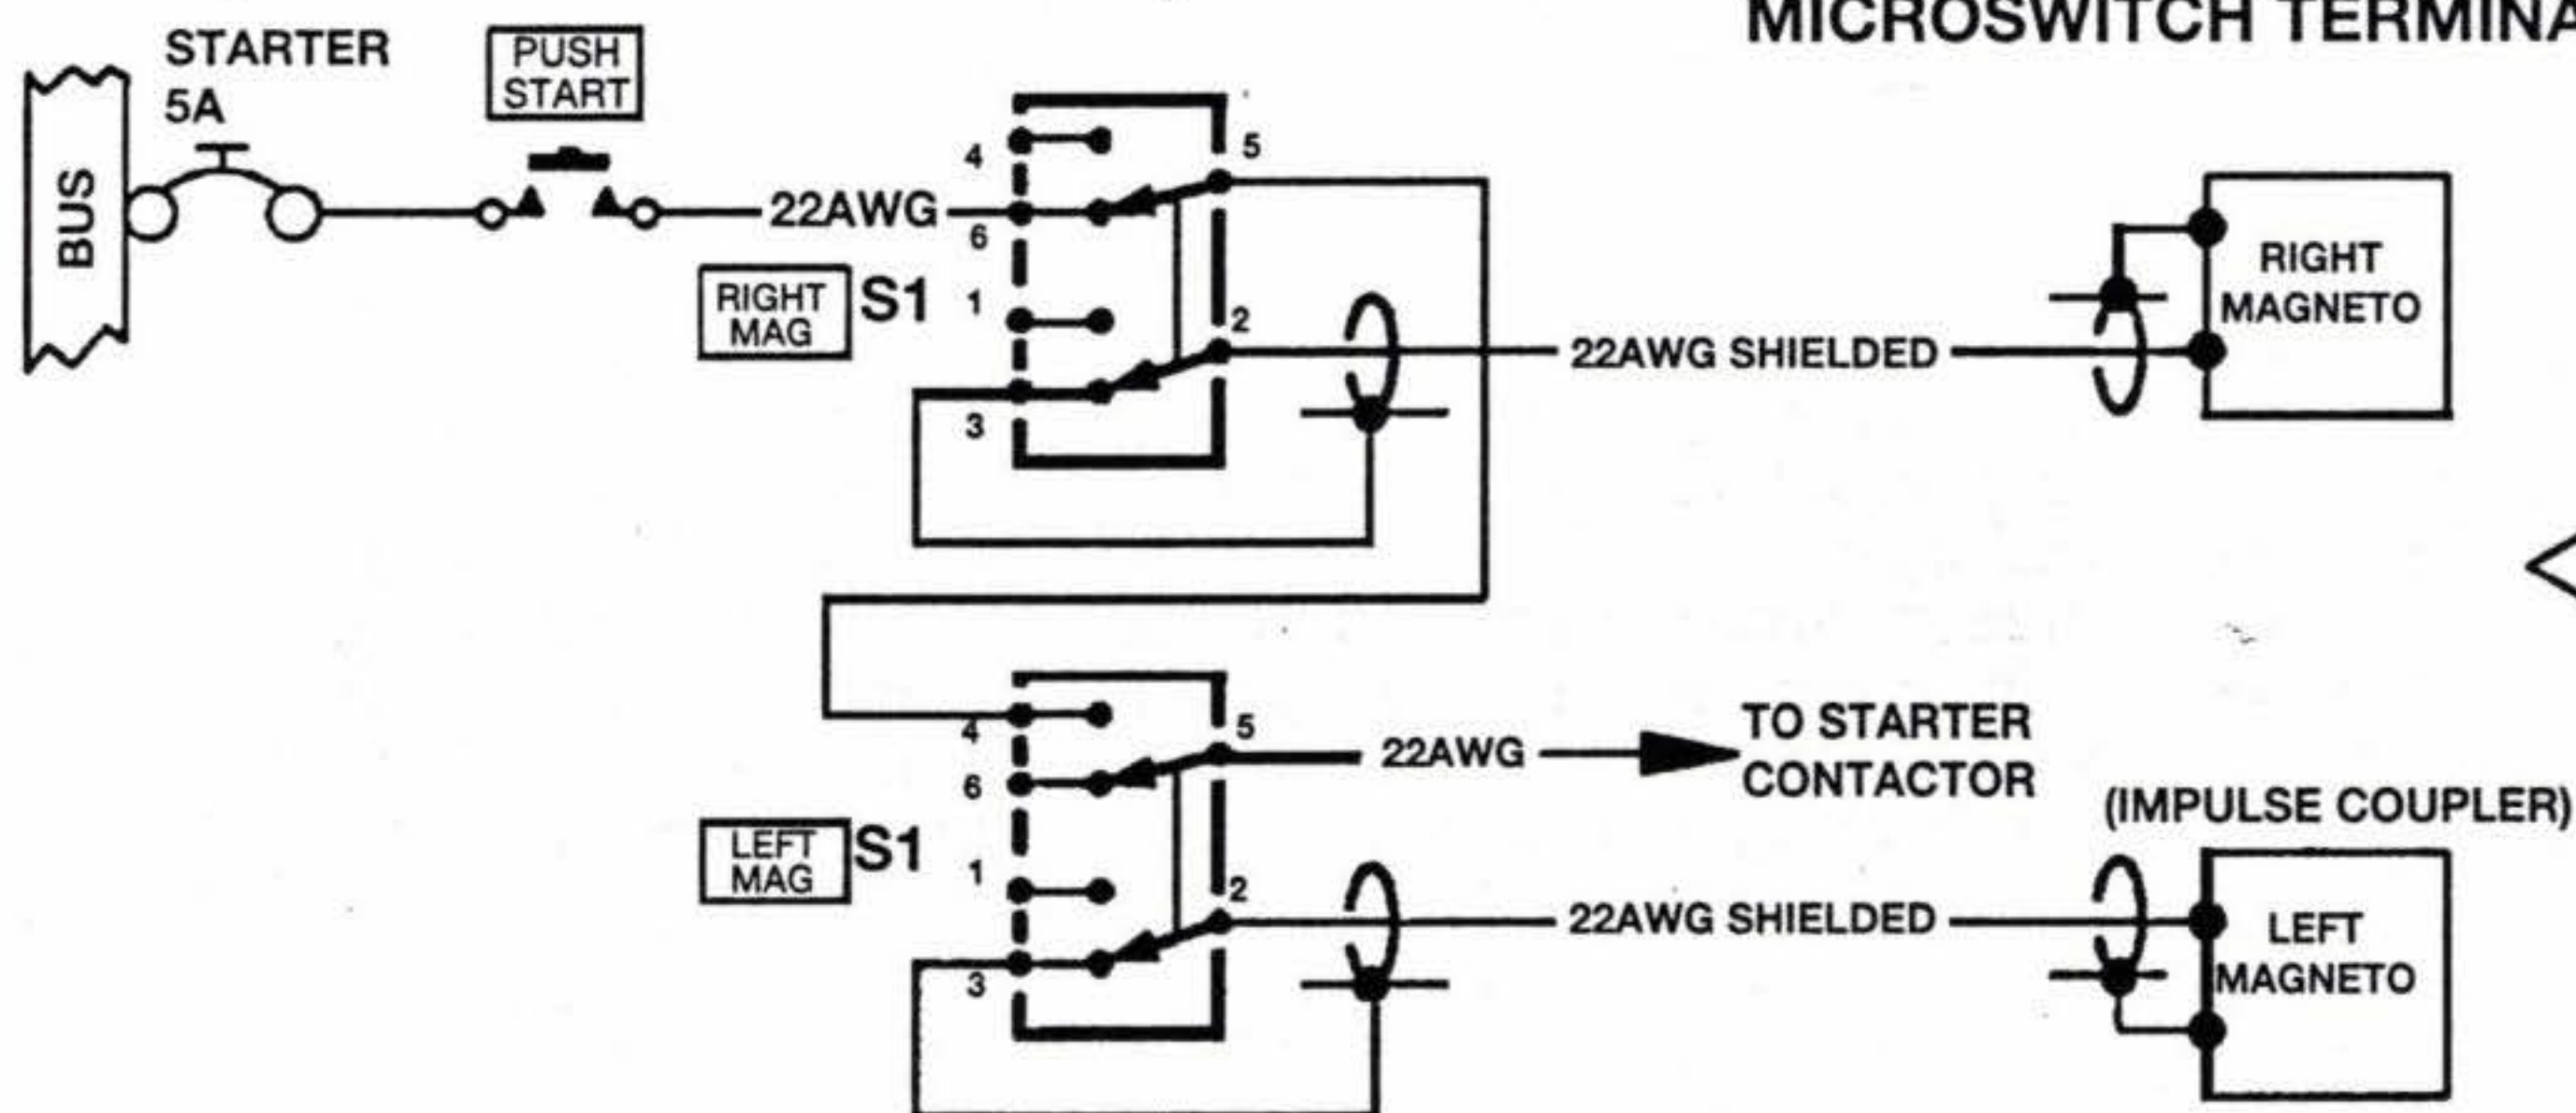 MICROSWITCH TERMINA
STARTER
5A
PUSH
START
BUS
22AWG
4
5
6
RIGHT
MAG
S1
1
2
3
22AWG SHIELDED
RIGHT
MAGNETO
4
5
6
22AWG
TO STARTER
CONTACTOR
LEFT
MAG
S1
1
2
3
22AWG SHIELDED
(IMPULSE COUPLER)
LEFT
MAGNETO